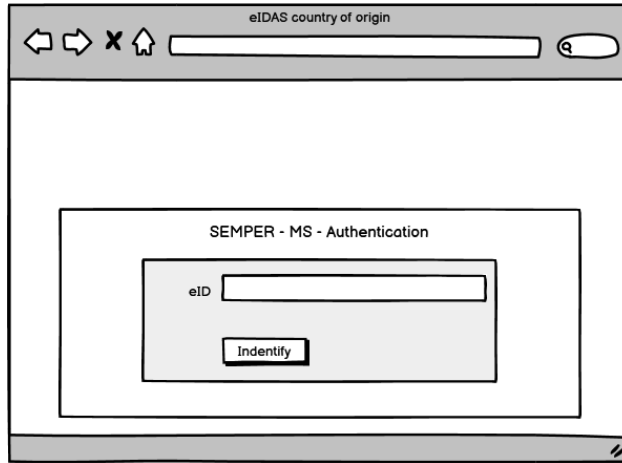 eIDAS country of origin
SEMPER - MS - Authentication
eID
Indentify